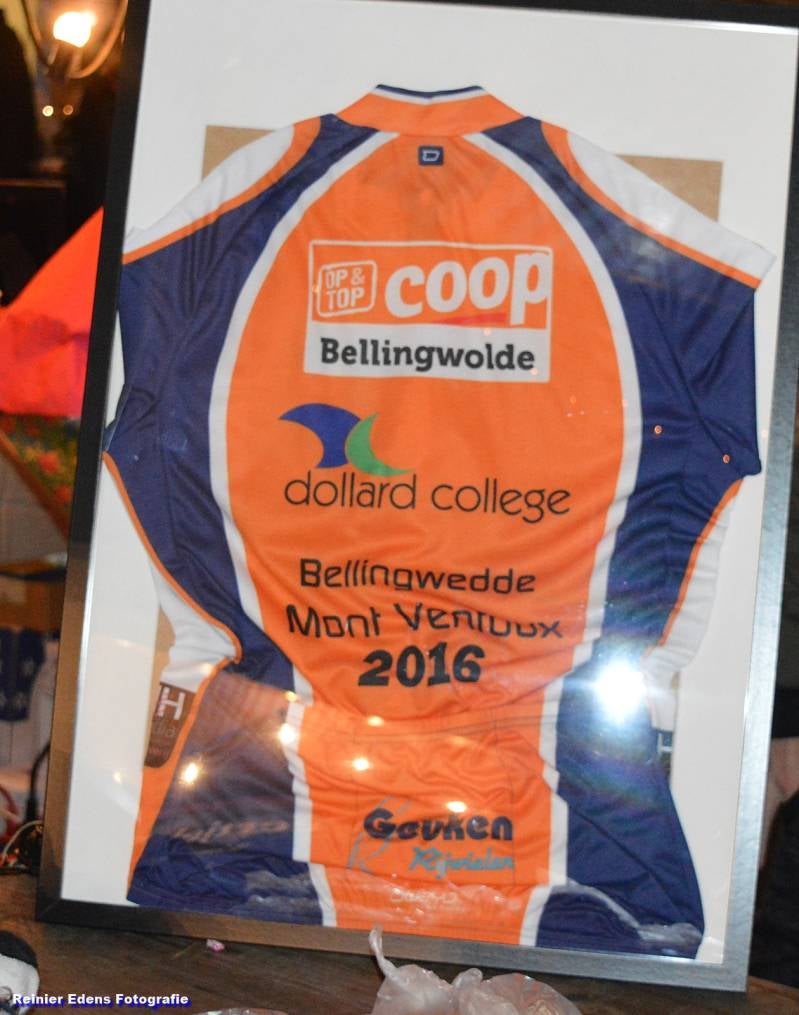 OP &
TOP
coop
Bellingwolde
dollard college
Bellingwedde
Mont Ventoux
2016
H
Geuken
Rijwielen
Reinier Edens Fotografie